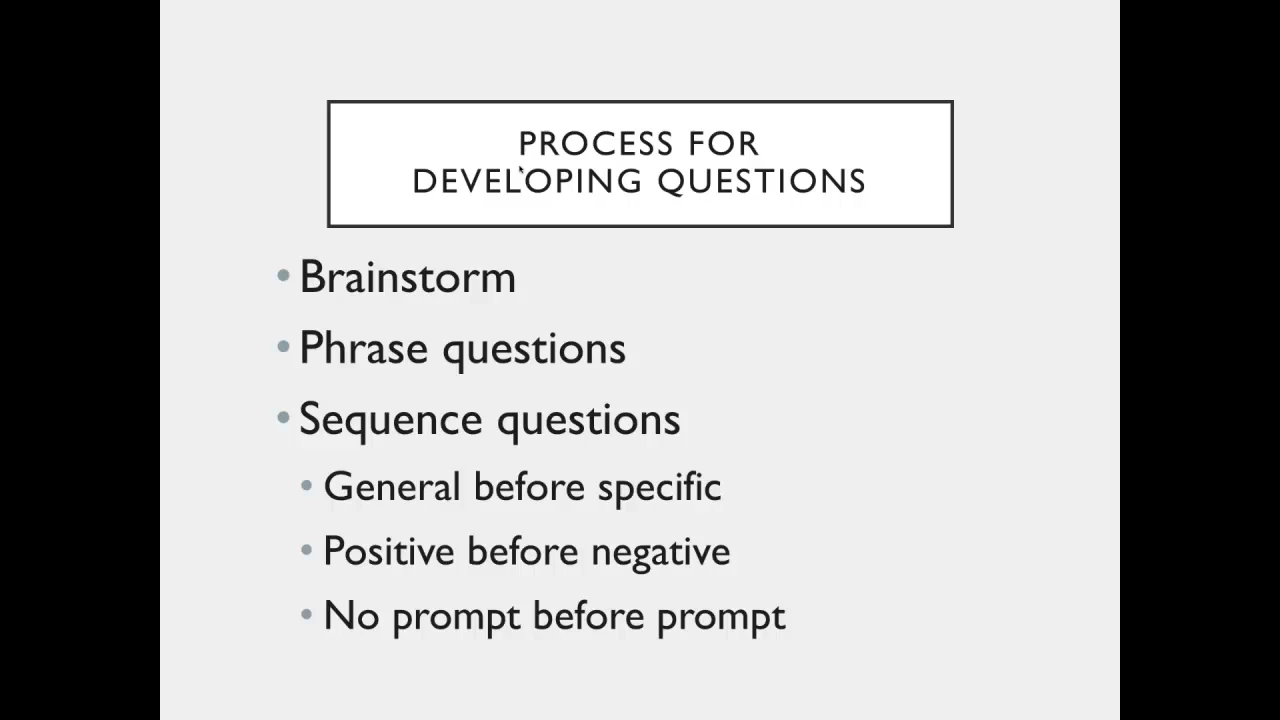 PROCESS FOR
DEVELOPING QUESTIONS
• Brainstorm
• Phrase questions
• Sequence questions
• General before specific
• Positive before negative
• No prompt before prompt